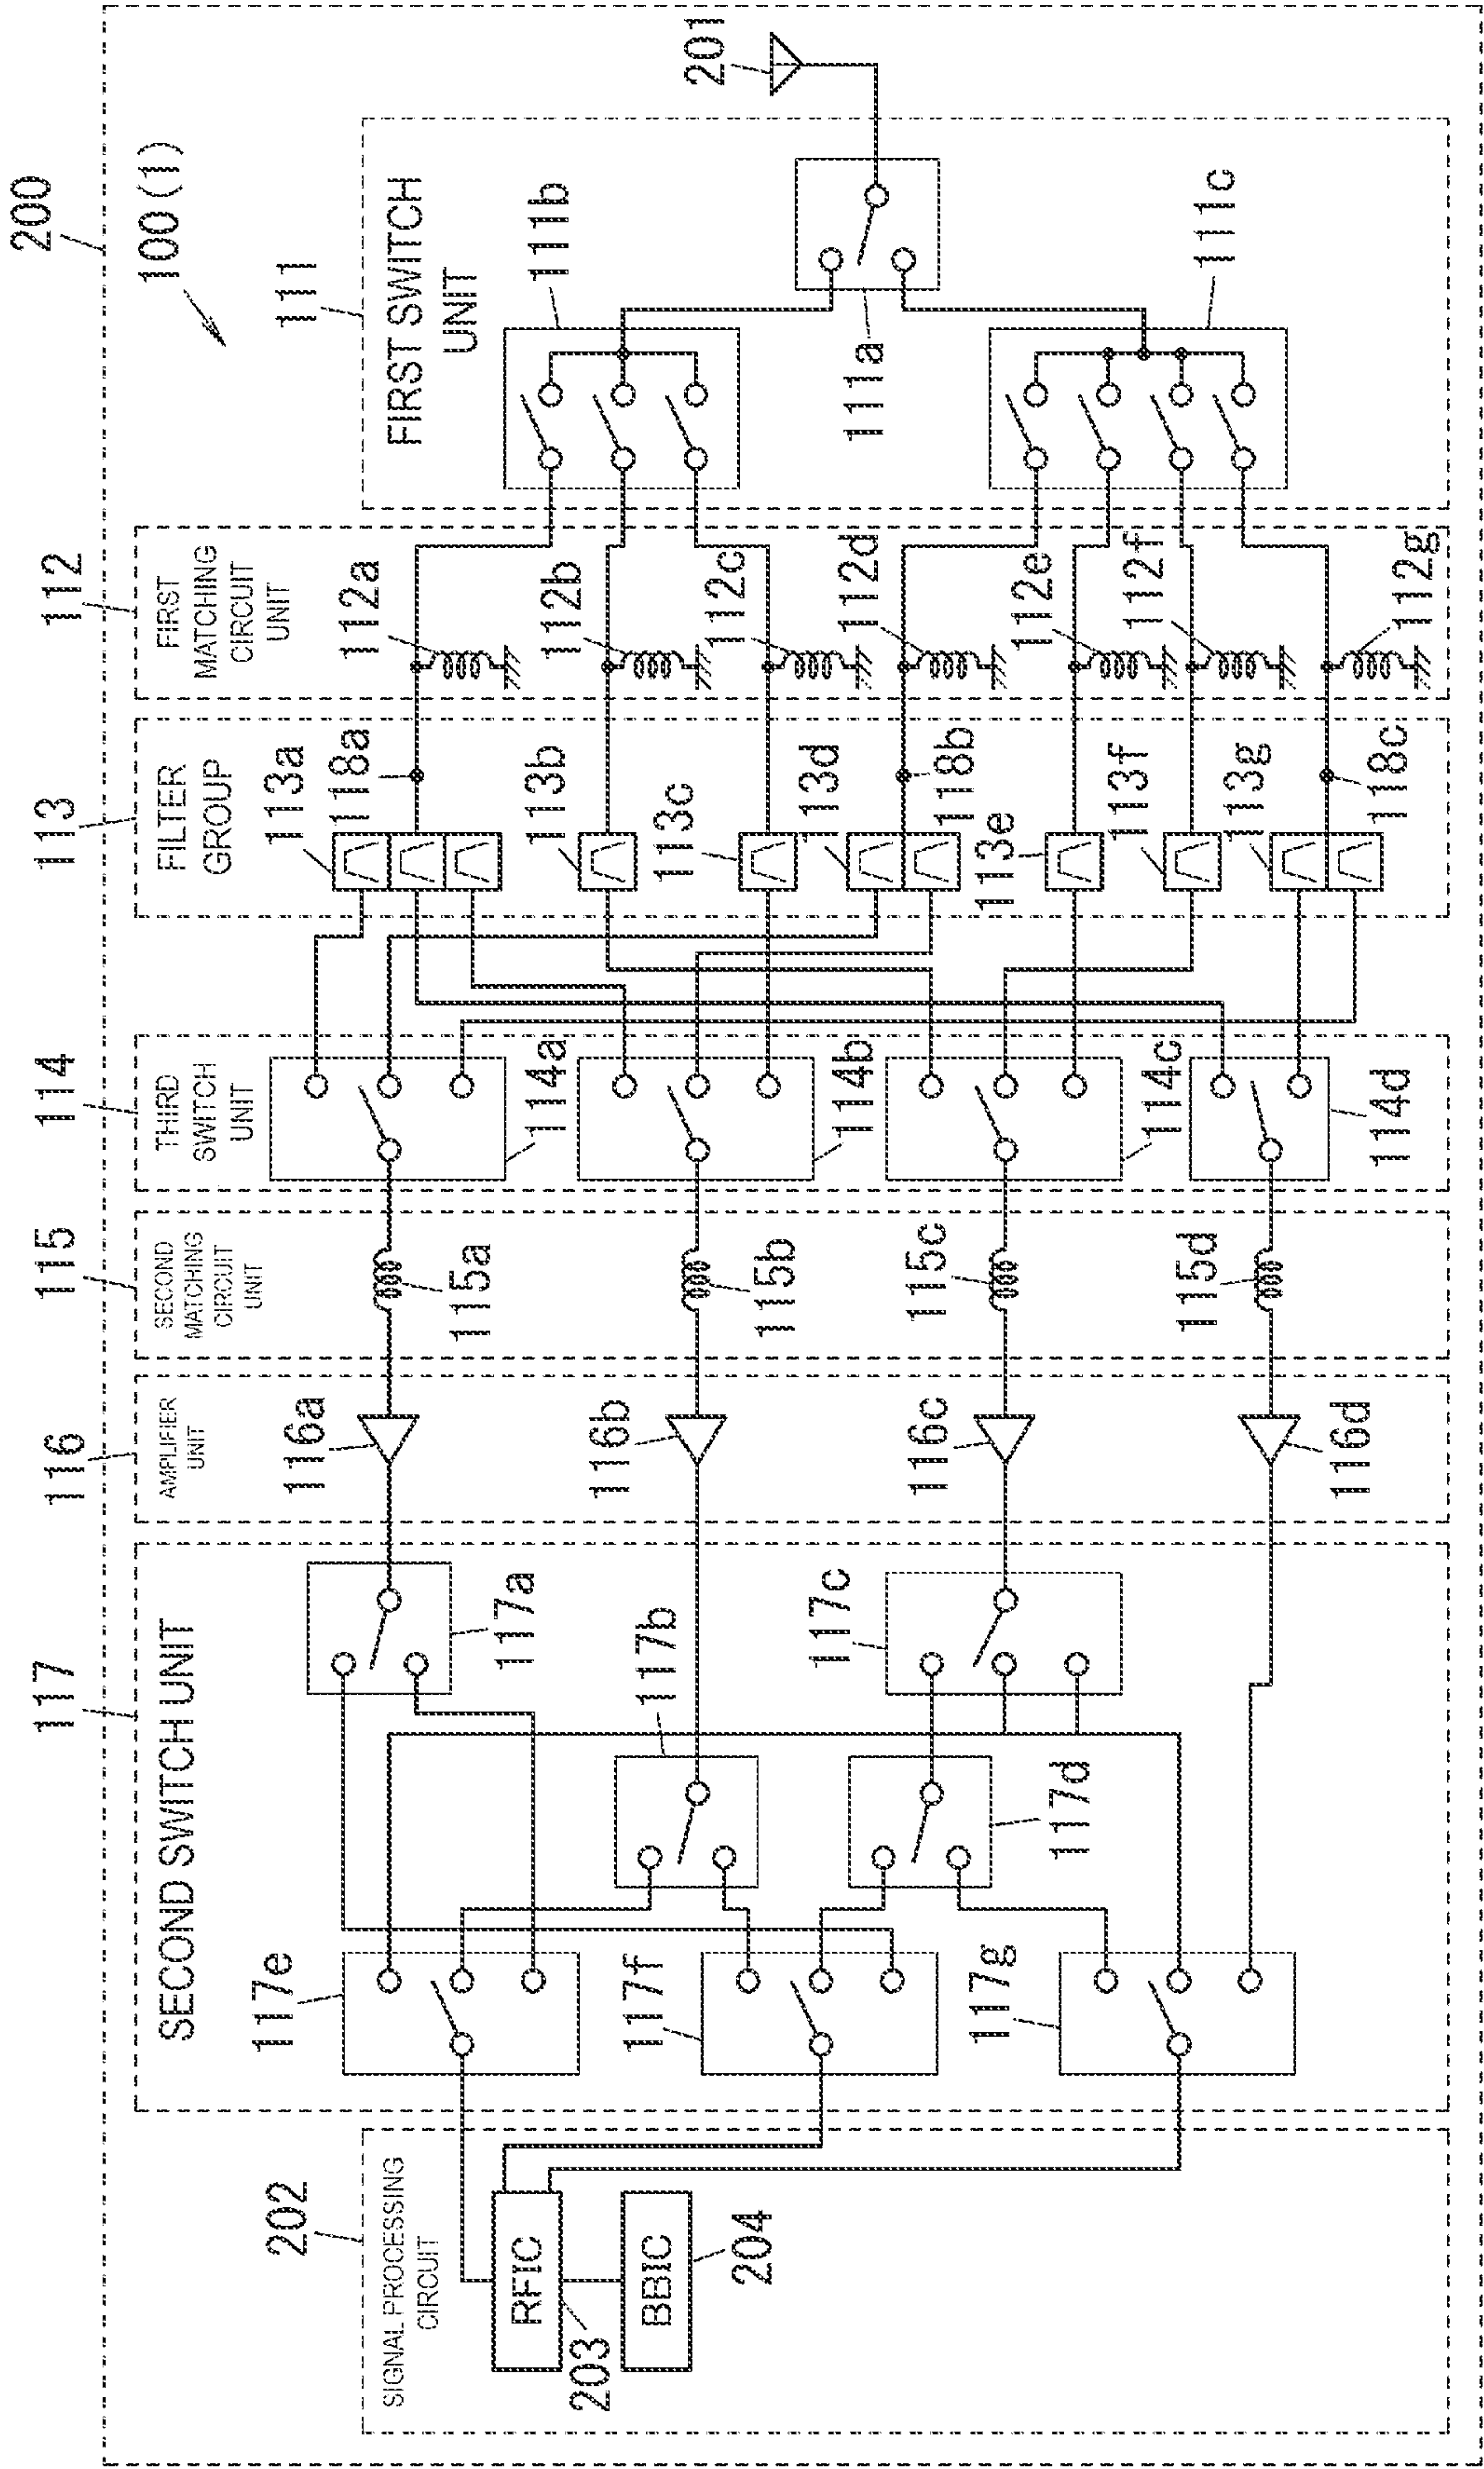 200
100 (1)
201
111
FIRST SWITCH
UNIT
111b
111a
111c
112
FIRST
MATCHING
CIRCUIT
UNIT
112a
112b
112c
112d
112e
112f
112g
113
FILTER
GROUP
113a
118a
113b
113c
113d
118b
113e
113f
113g
118c
114
THIRD
SWITCH
UNIT
114a
114b
114c
114d
115
SECOND
MATCHING
CIRCUIT
UNIT
115a
115b
115c
115d
116
AMPLIFIER
UNIT
116a
116b
116c
116d
117
SECOND SWITCH UNIT
117a
117b
117c
117d
117e
117f
117g
202
SIGNAL PROCESSING
CIRCUIT
RFIC
203
BBIC
204